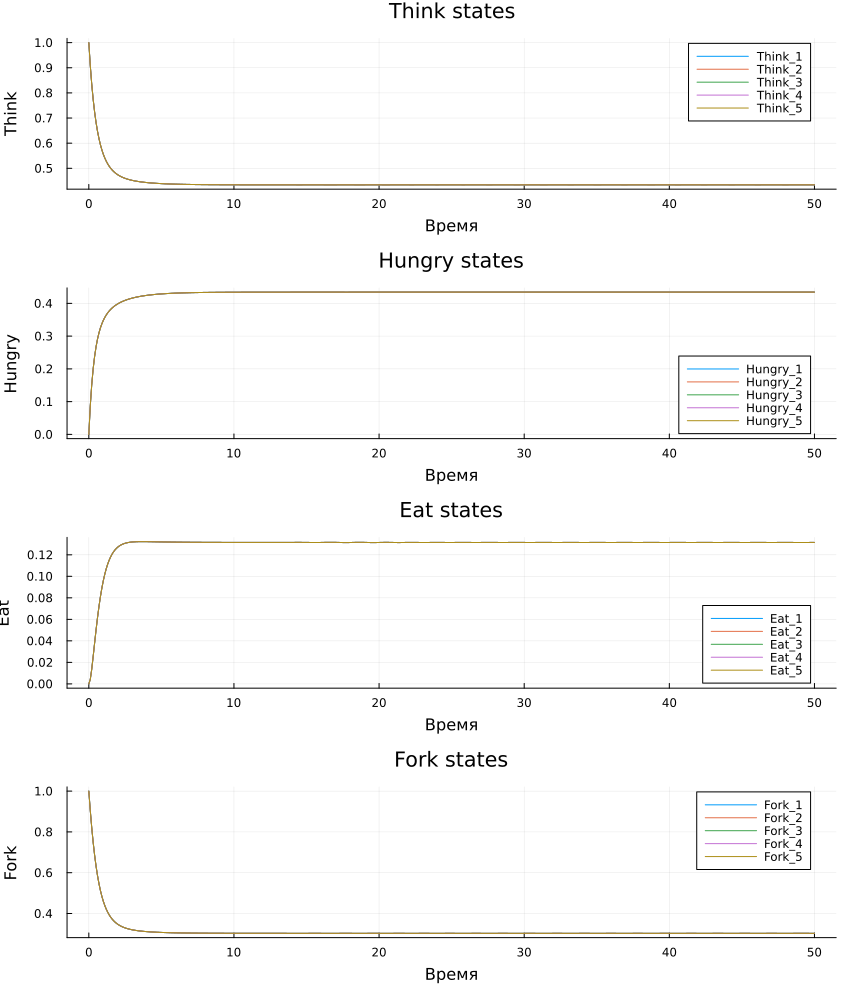 Think states
1.0
0.9
0.8
0.7
0.6
0.5
Think
Think_1
Think_2
Think_3
Think_4
Think_5
0
10
20
30
40
50
Время
Hungry states
0.4
0.3
0.2
0.1
0.0
Hungry
Hungry_1
Hungry_2
Hungry_3
Hungry_4
Hungry_5
0
10
20
30
40
50
Время
Eat states
0.12
0.10
0.08
0.06
0.04
0.02
0.00
Eat
Eat_1
Eat_2
Eat_3
Eat_4
Eat_5
0
10
20
30
40
50
Время
Fork states
1.0
0.8
0.6
0.4
Fork
Fork_1
Fork_2
Fork_3
Fork_4
Fork_5
0
10
20
30
40
50
Время